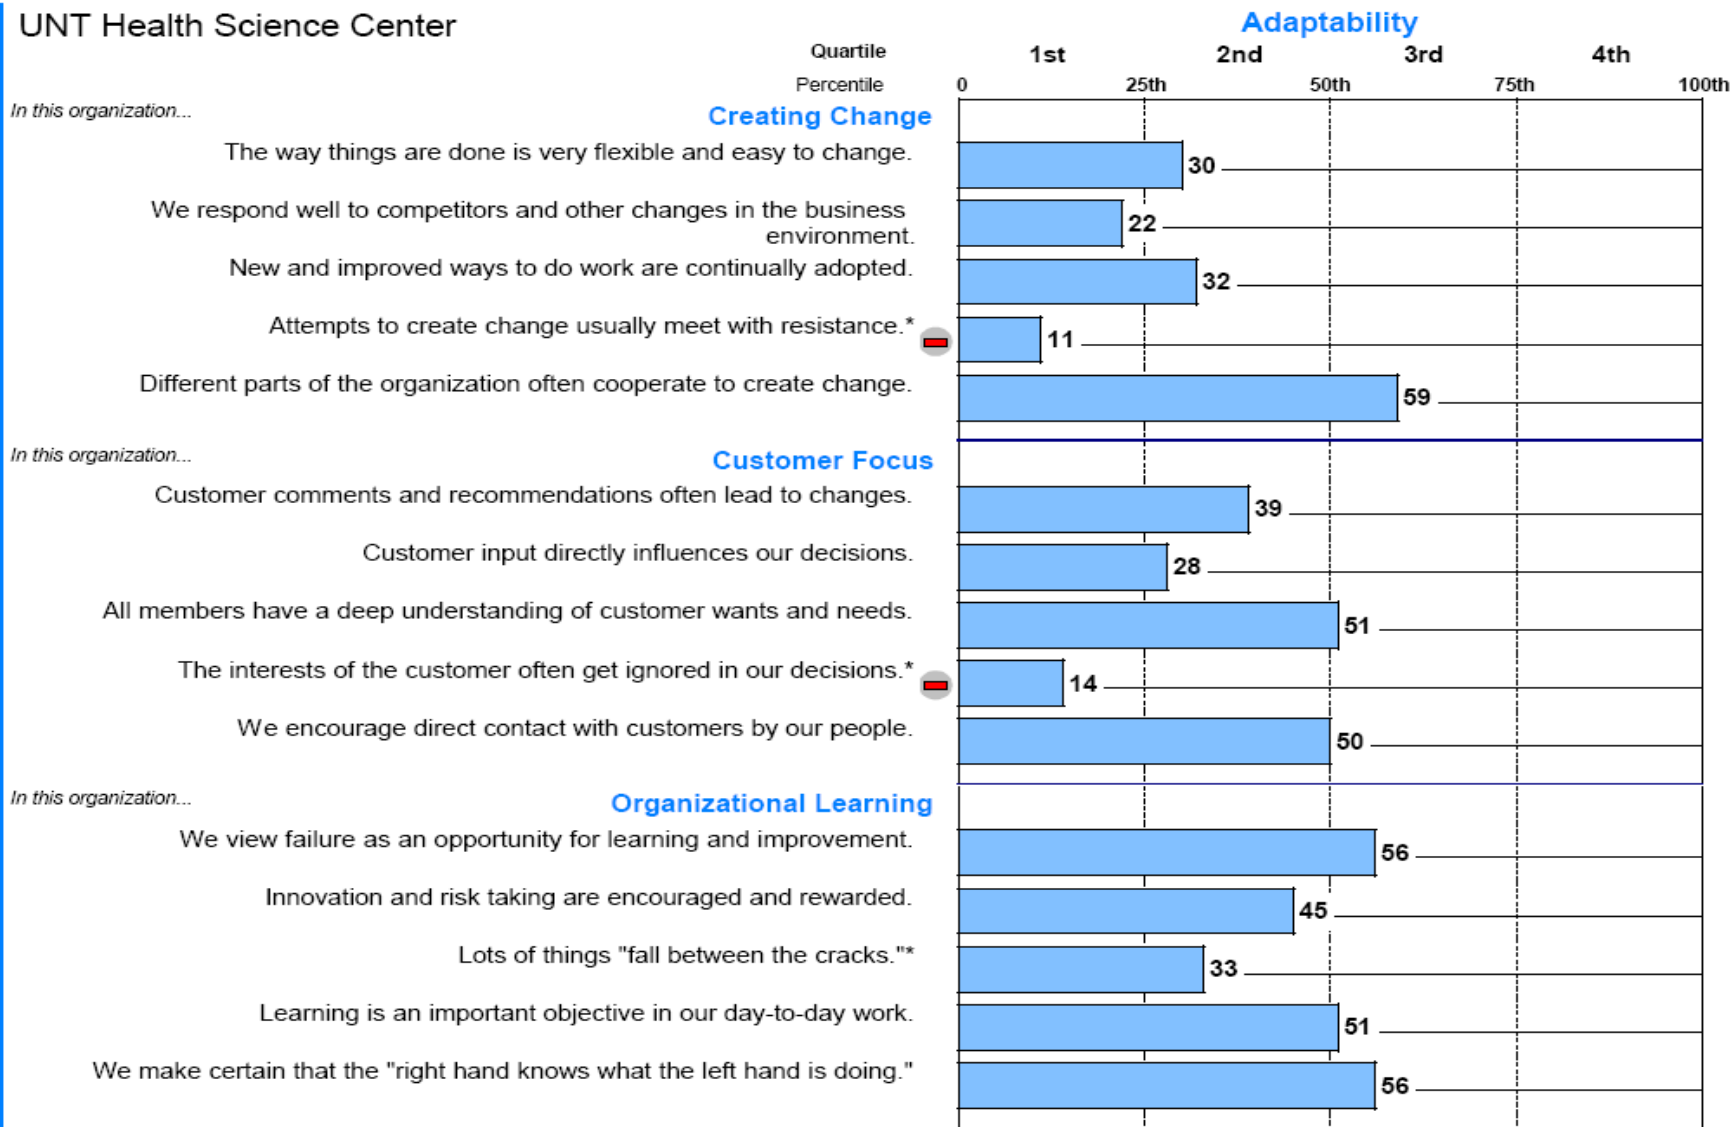 UNT Health Science Center
Adaptability
Quartile 1st 2nd 3rd 4th
Percentile 0 25th 50th 75th 100th
In this organization... Creating Change
The way things are done is very flexible and easy to change. 30
We respond well to competitors and other changes in the business
environment. 22
New and improved ways to do work are continually adopted. 32
Attempts to create change usually meet with resistance.* 11
Different parts of the organization often cooperate to create change. 59
In this organization... Customer Focus
Customer comments and recommendations often lead to changes. 39
Customer input directly influences our decisions. 28
All members have a deep understanding of customer wants and needs. 51
The interests of the customer often get ignored in our decisions.* 14
We encourage direct contact with customers by our people. 50
In this organization... Organizational Learning
We view failure as an opportunity for learning and improvement. 56
Innovation and risk taking are encouraged and rewarded. 45
Lots of things "fall between the cracks."* 33
Learning is an important objective in our day-to-day work. 51
We make certain that the "right hand knows what the left hand is doing." 56